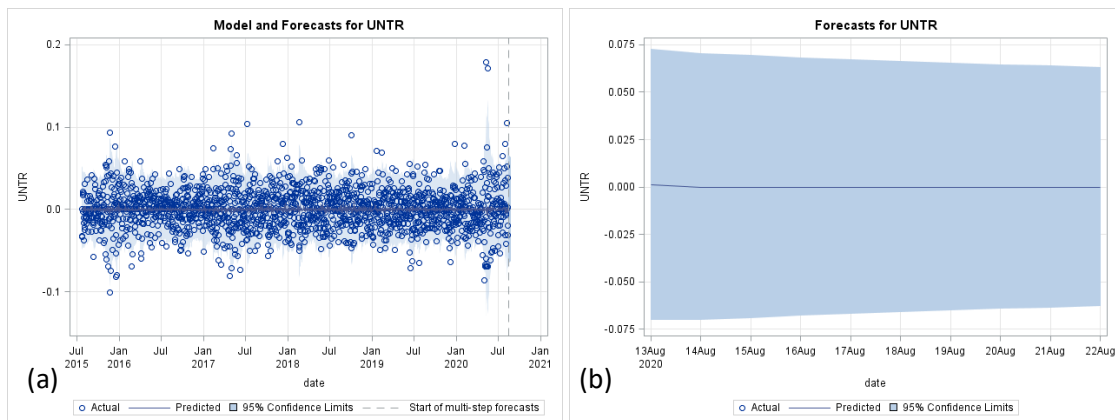 Model and Forecasts for UNTR
0.2
0.1
0.0
-0.1
UNTR
Jul 2015
Jan 2016
Jul
Jan 2017
Jul
Jan 2018
Jul
Jan 2019
Jul
Jan 2020
Jul
Jan 2021
date
(a)
Actual Predicted 95% Confidence Limits Start of multi-step forecasts
Forecasts for UNTR
0.075
0.050
0.025
0.000
-0.025
-0.050
-0.075
UNTR
13Aug 2020
14Aug
15Aug
16Aug
17Aug
18Aug
19Aug
20Aug
21Aug
22Aug
date
(b)
Actual Predicted 95% Confidence Limits